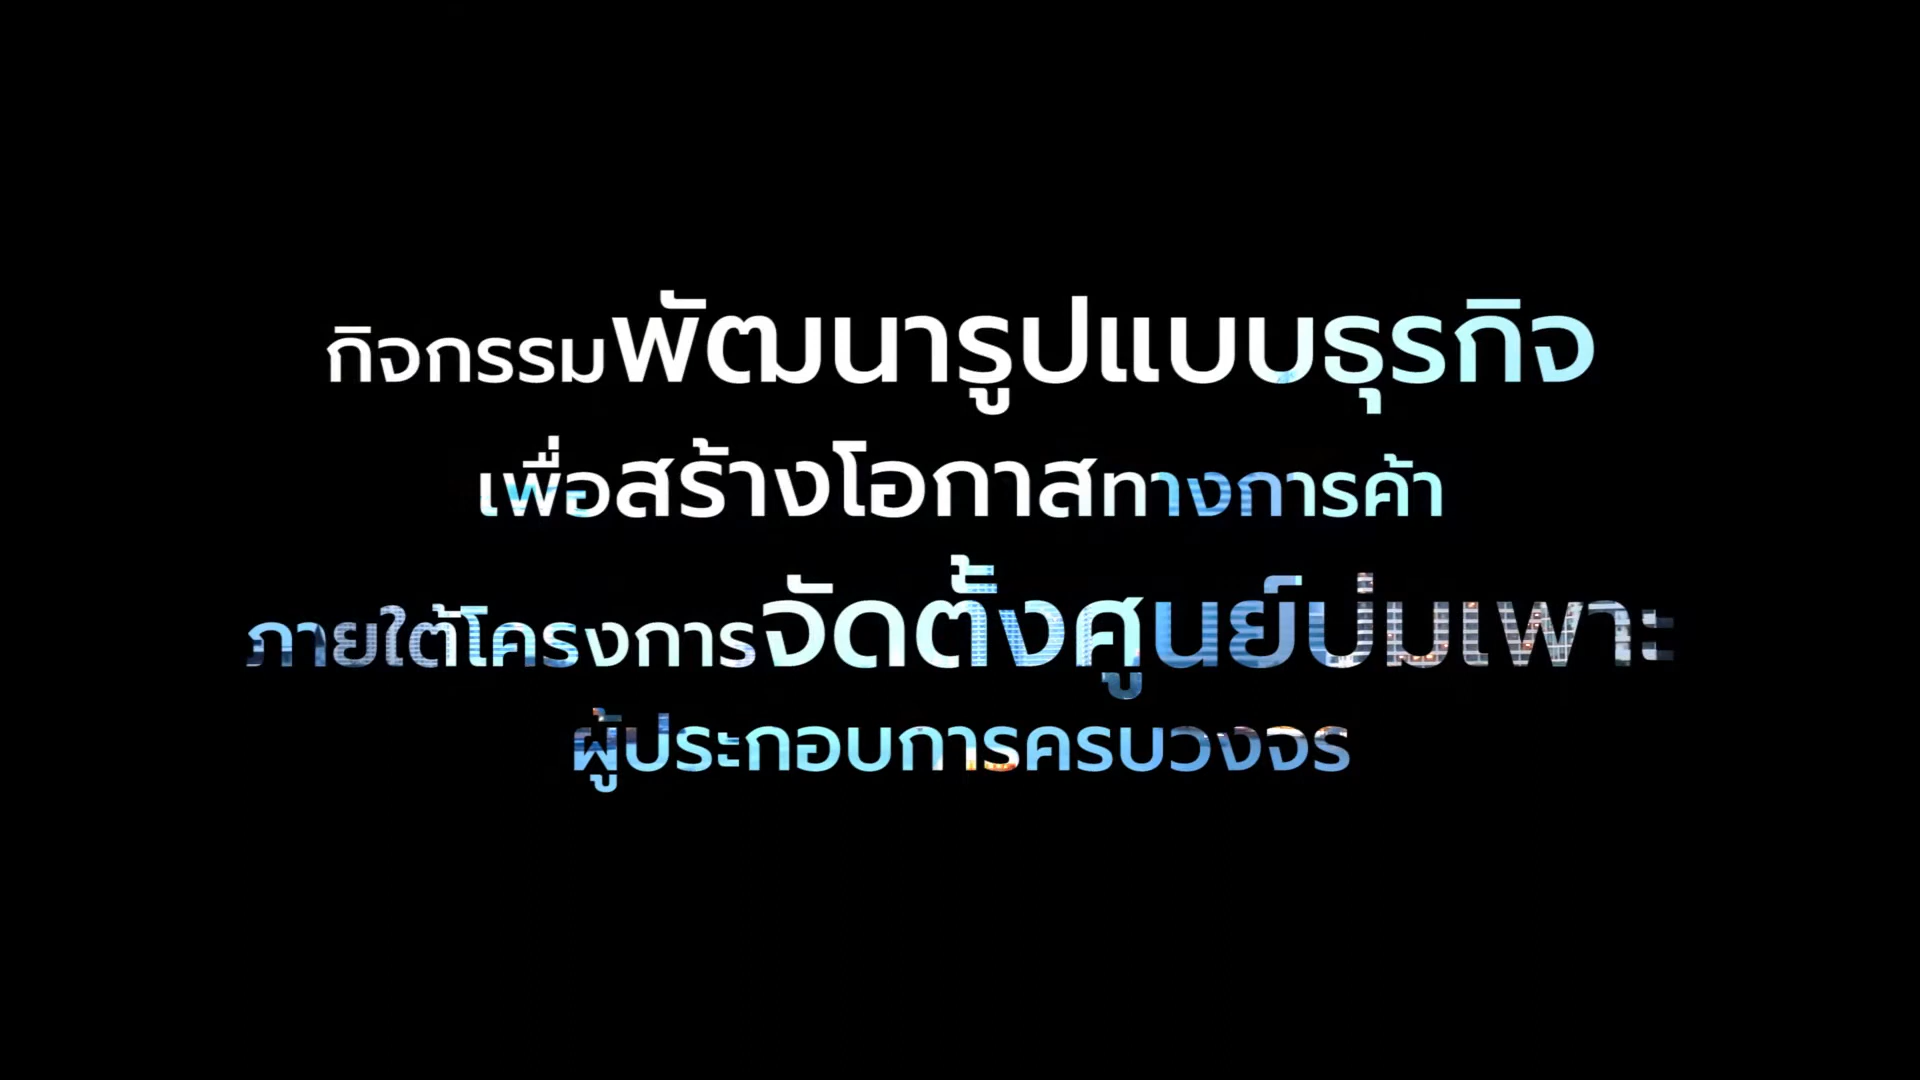 กิจกรรมพัฒนารูปแบบธุรกิจ
เพื่อสร้างโอกาสทางการค้า
ภายใต้โครงการจัดตั้งศูนย์บ่มเพาะ
ผู้ประกอบการครบวงจร